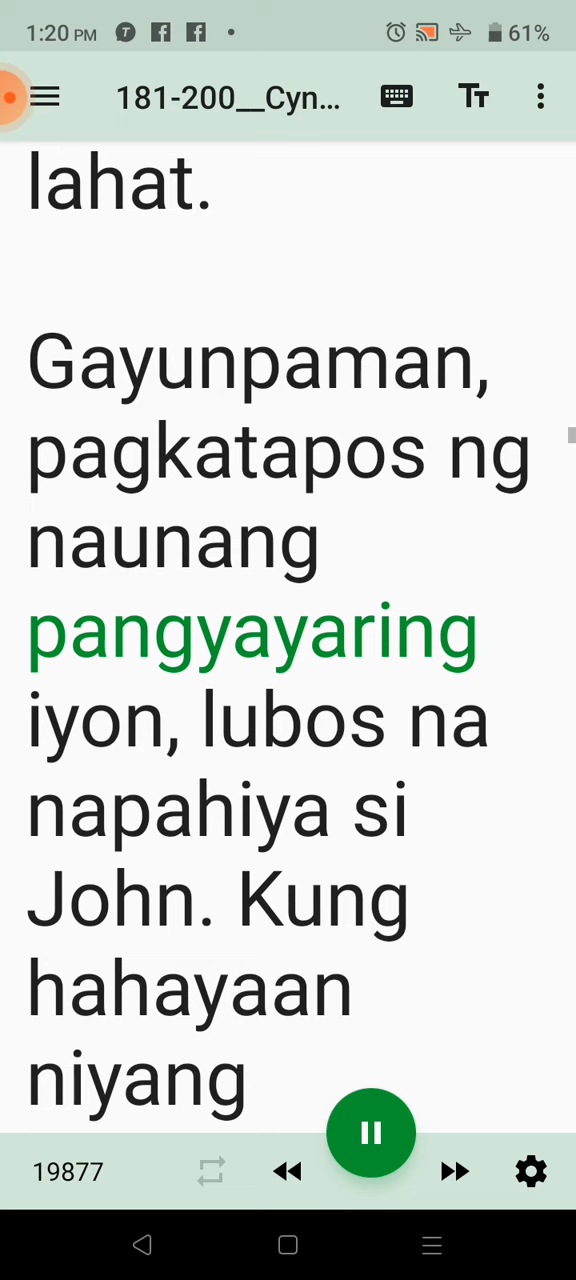 1:20 PM
61%
181-200__Cyn...
lahat.
Gayunpaman,
pagkatapos ng
naunang
pangyayaring
iyon, lubos na
napahiya si
John. Kung
hahayaan
niyang
19877